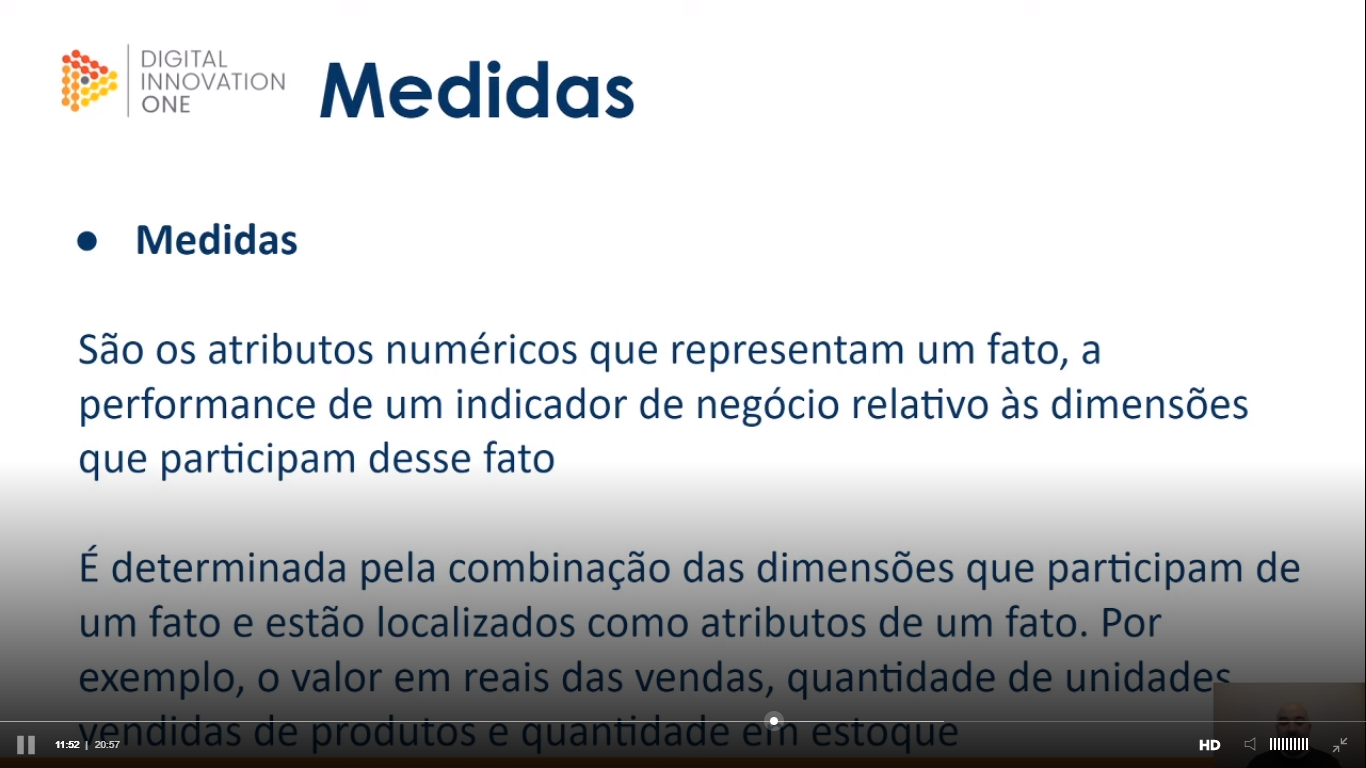 DIGITAL
INNOVATION
ONE
Medidas
● Medidas
São os atributos numéricos que representam um fato, a
performance de um indicador de negócio relativo às dimensões
que participam desse fato
É determinada pela combinação das dimensões que participam de
um fato e estão localizados como atributos de um fato. Por
exemplo, o valor em reais das vendas, quantidade de unidades
vendidas de produtos e quantidade em estoque
11:52 | 20:57
HD